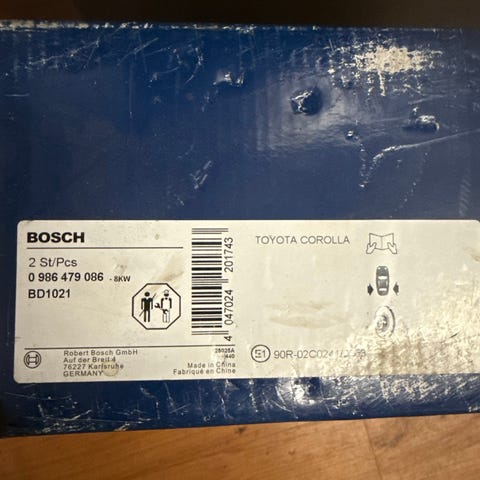 BOSCH
2 St/Pcs
0 986 479 086 - 8KW
BD1021
4 047024 201743
TOYOTA COROLLA
Robert Bosch GmbH
Auf der Breit 4
76227 Karlsruhe
GERMANY
Made in China
Fabriqué en Chine